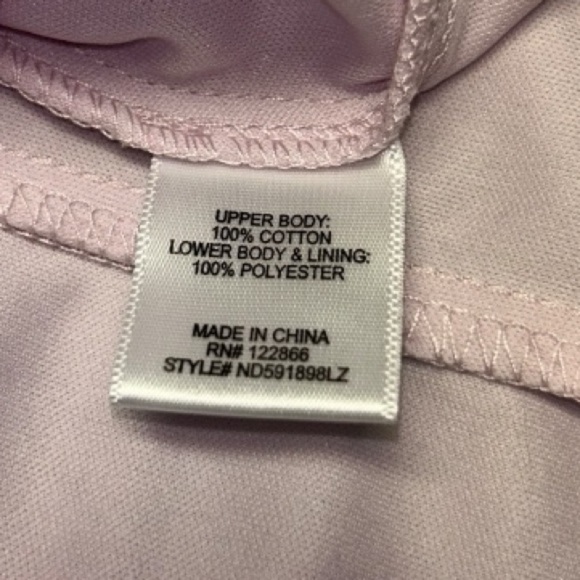 UPPER BODY:
100% COTTON
LOWER BODY & LINING:
100% POLYESTER
MADE IN CHINA
RN# 122866
STYLE# ND591898LZ